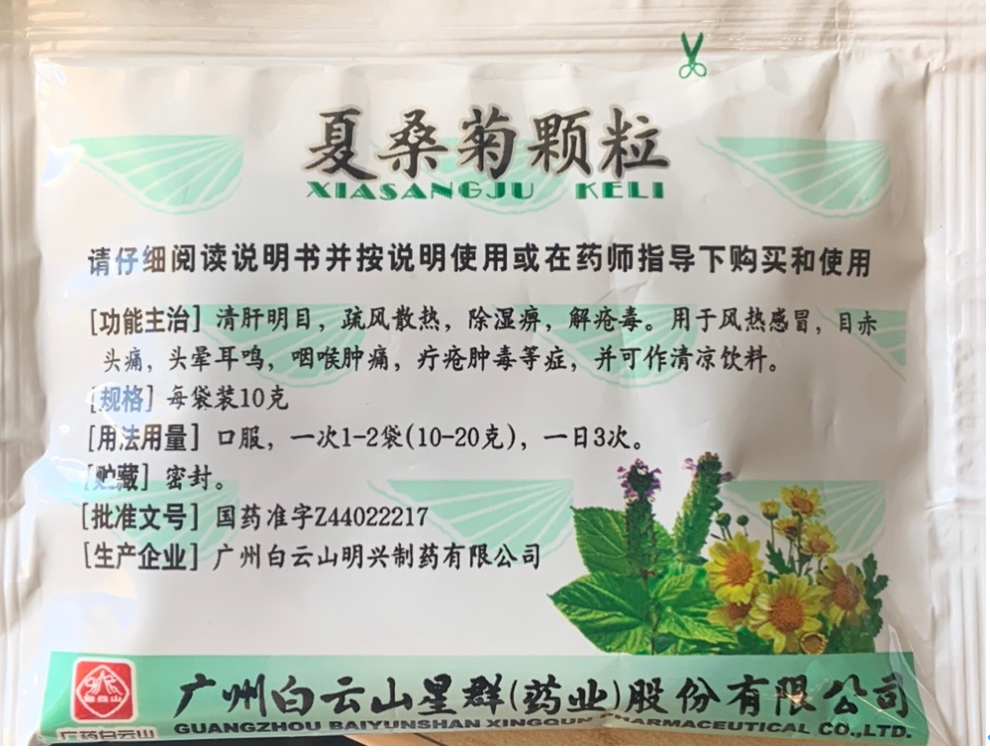 夏桑菊颗粒
XIASANGJU KELI
请仔细阅读说明书并按说明使用或在药师指导下购买和使用
[功能主治] 清肝明目，疏风散热，除湿痹，解疮毒。用于风热感冒，目赤
头痛，头晕耳鸣，咽喉肿痛，疔疮肿毒等症，并可作清凉饮料。
[规格] 每袋装10克
[用法用量] 口服，一次1-2袋(10-20克)，一日3次。
[贮藏] 密封。
[批准文号] 国药准字Z44022217
[生产企业] 广州白云山明兴制药有限公司
广州白云山星群(药业)股份有限公司
GUANGZHOU BAIYUNSHAN XINGQUN PHARMACEUTICAL CO.,LTD.
广药白云山